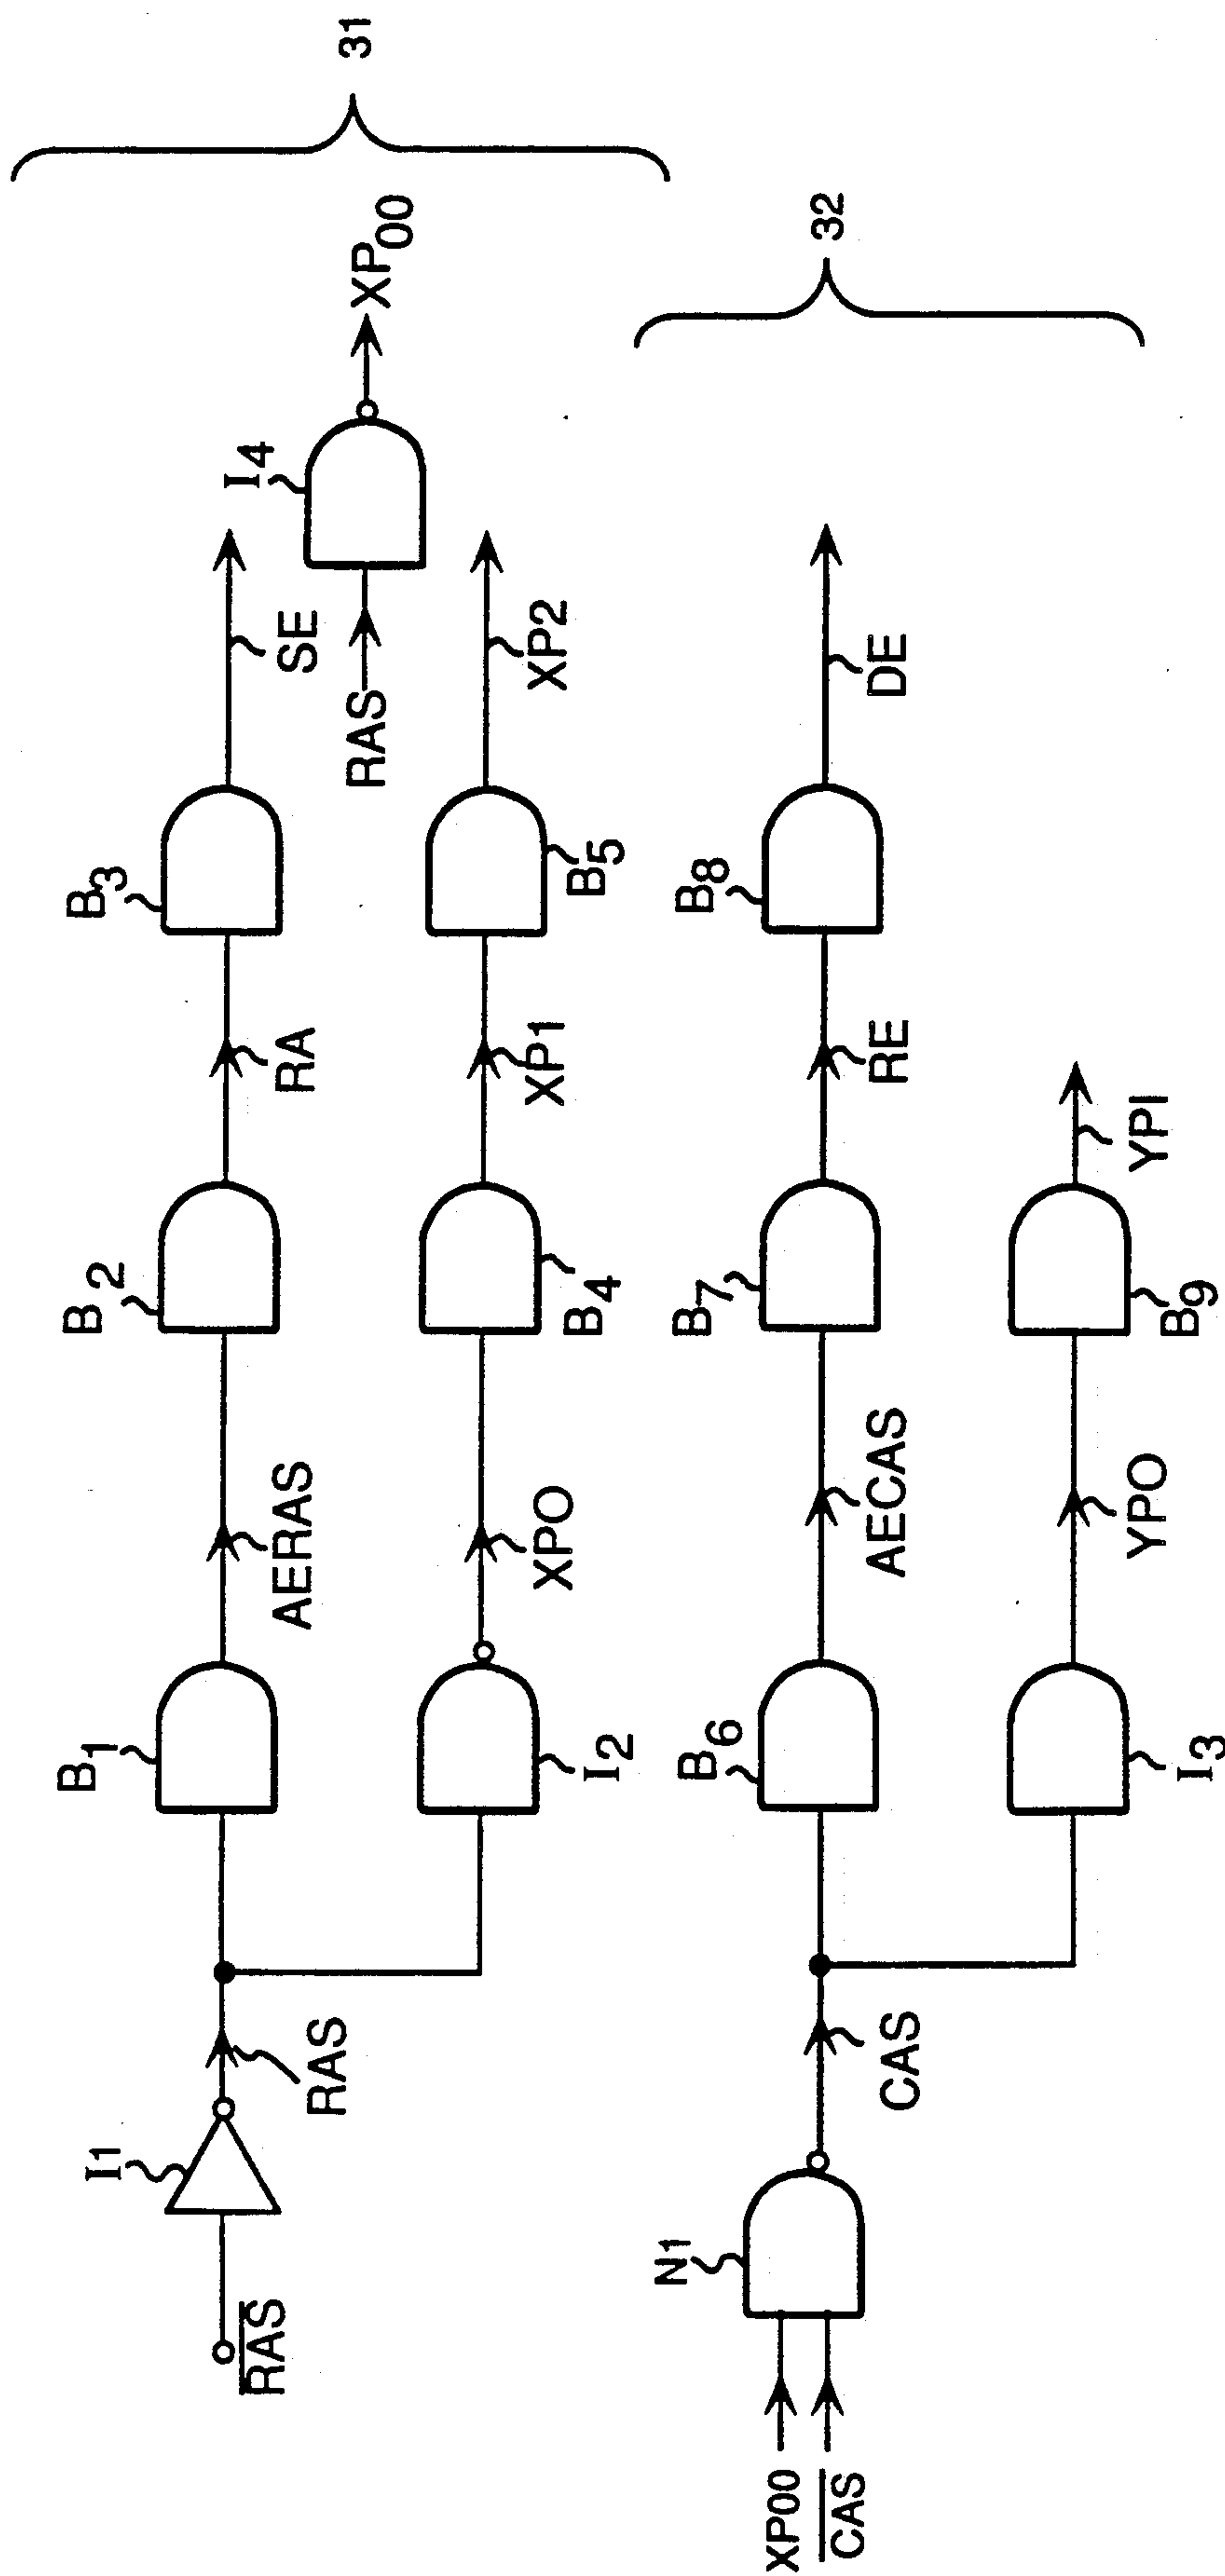 B1
B2
B3
SE
I4
31
I1
RAS
AERAS
RA
RAS
XP00
RAS
I2
XPO
B4
XP1
B5
XP2
N1
B6
B7
B8
32
XP00
CAS
CAS
AECAS
RE
DE
I3
YPO
B9
YPI